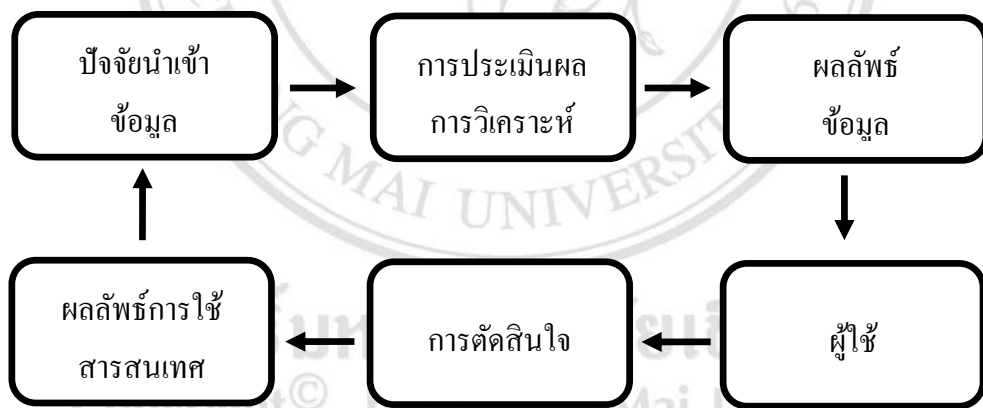 ปัจจัยนำเข้า
ข้อมูล
การประเมินผล
การวิเคราะห์
ผลลัพธ์
ข้อมูล
MAI UNIVERSIT
ผลลัพธ์การใช้
สารสนเทศ
การตัดสินใจ
ผู้ใช้